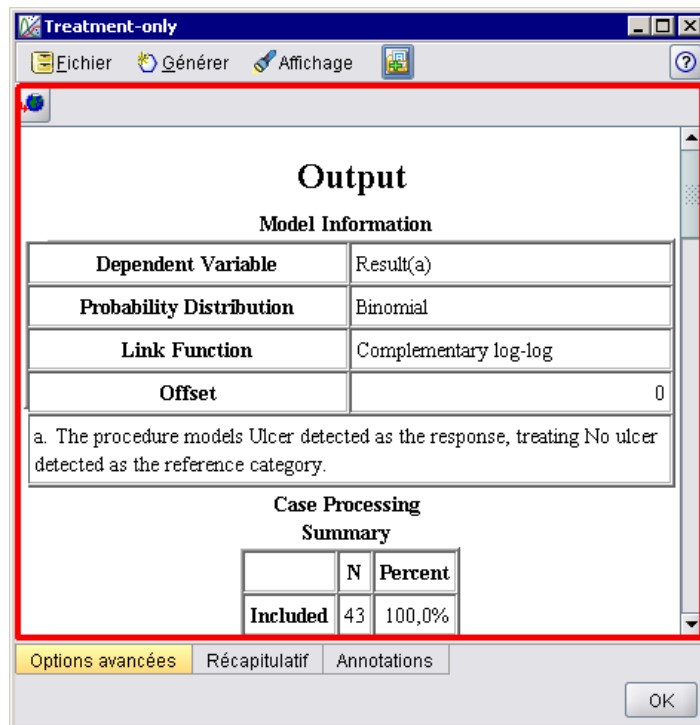 Treatment-only
Fichier Générer Affichage ?
Output
Model Information
Dependent Variable Result(a)
Probability Distribution Binomial
Link Function Complementary log-log
Offset 0
a. The procedure models Ulcer detected as the response, treating No ulcer
detected as the reference category.
Case Processing
Summary
N Percent
Included 43 100,0%
Options avancées Récapitulatif Annotations
OK